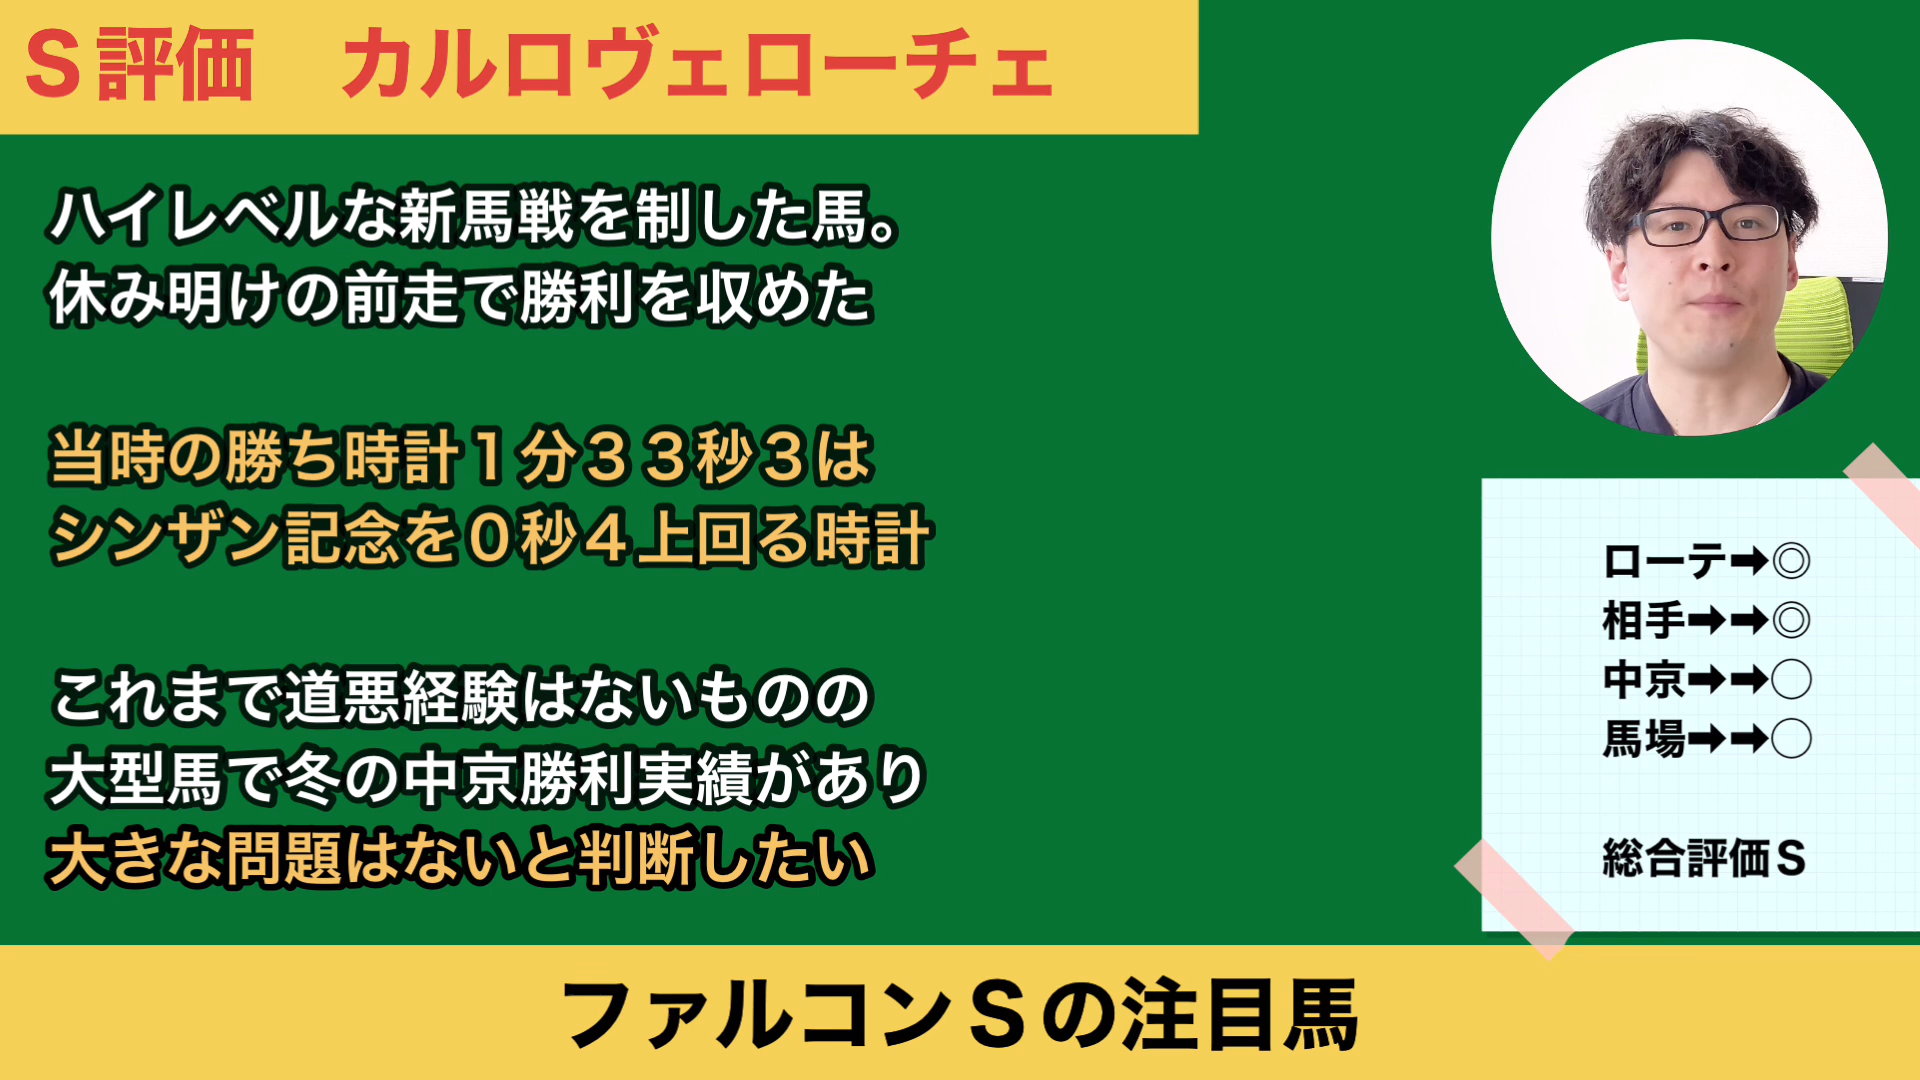 S評価　カルロヴェローチェ
ハイレベルな新馬戦を制した馬。
休み明けの前走で勝利を収めた
当時の勝ち時計１分３３秒３は
シンザン記念を０秒４上回る時計
これまで道悪経験はないものの
大型馬で冬の中京勝利実績があり
大きな問題はないと判断したい
ローテ➡◎
相手➡➡◎
中京➡➡◯
馬場➡➡◯
総合評価S
ファルコンSの注目馬